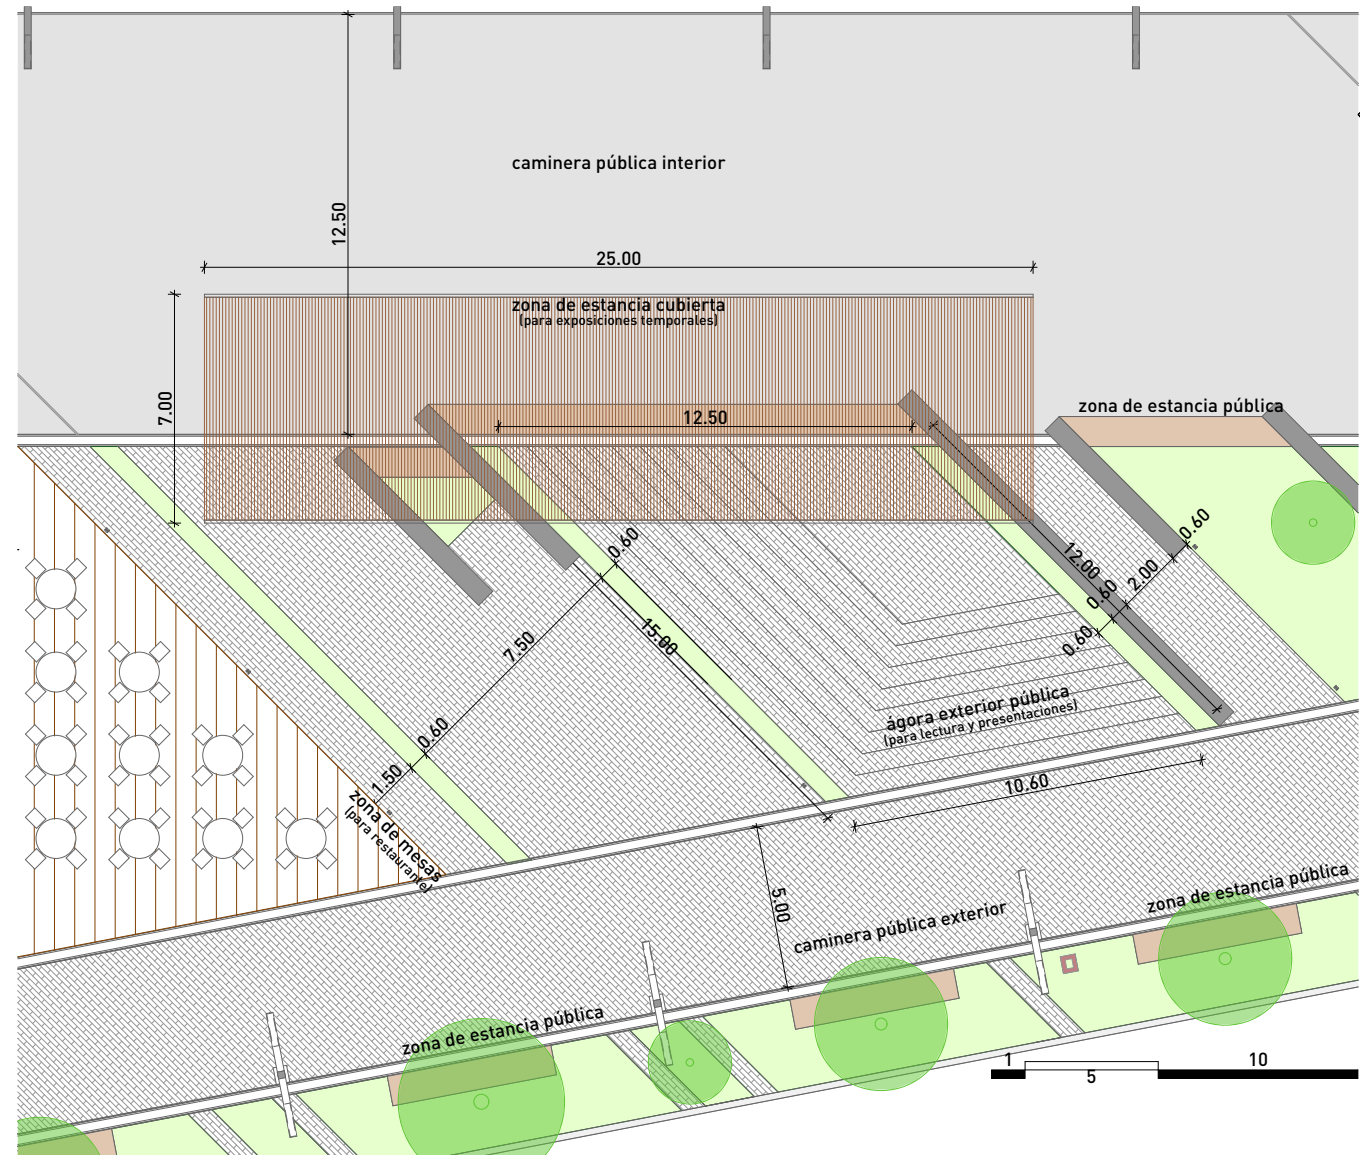 caminera pública interior
12.50
25.00
zona de estancia cubierta
(para exposiciones temporales)
7.00
12.50
zona de estancia pública
0.60
0.60
12.00
2.00
0.60
0.60
7.50
15.00
0.60
1.50
ágora exterior pública
(para lectura y presentaciones)
zona de mesas
(para restaurante)
10.60
5.00
caminera pública exterior
zona de estancia pública
zona de estancia pública
1
5
10